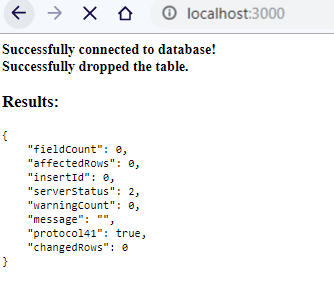 localhost:3000
Successfully connected to database!
Successfully dropped the table.
Results:
{
    "fieldCount": 0,
    "affectedRows": 0,
    "insertId": 0,
    "serverStatus": 2,
    "warningCount": 0,
    "message": "",
    "protocol41": true,
    "changedRows": 0
}